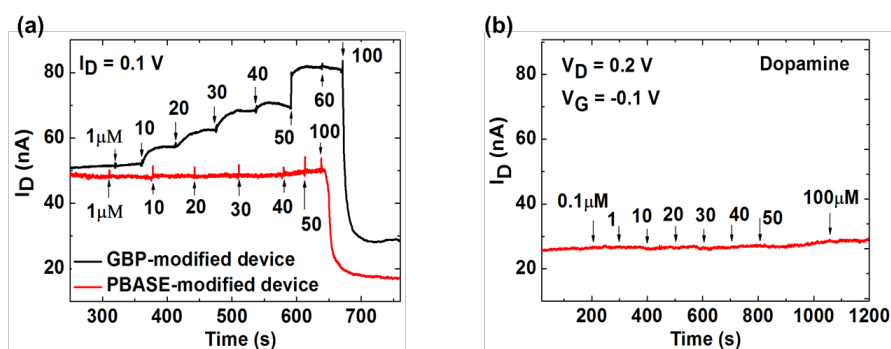 (a)
I_D = 0.1 V
1μM
10
20
30
40
50
60
100
1μM
10
20
30
40
50
100
GBP-modified device
PBASE-modified device
I_D (nA)
80
60
40
20
300
400
500
600
700
Time (s)
(b)
V_D = 0.2 V
V_G = -0.1 V
Dopamine
0.1μM
1
10
20
30
40
50
100μM
I_D (nA)
100
80
60
40
20
0
200
400
600
800
1000
1200
Time (s)